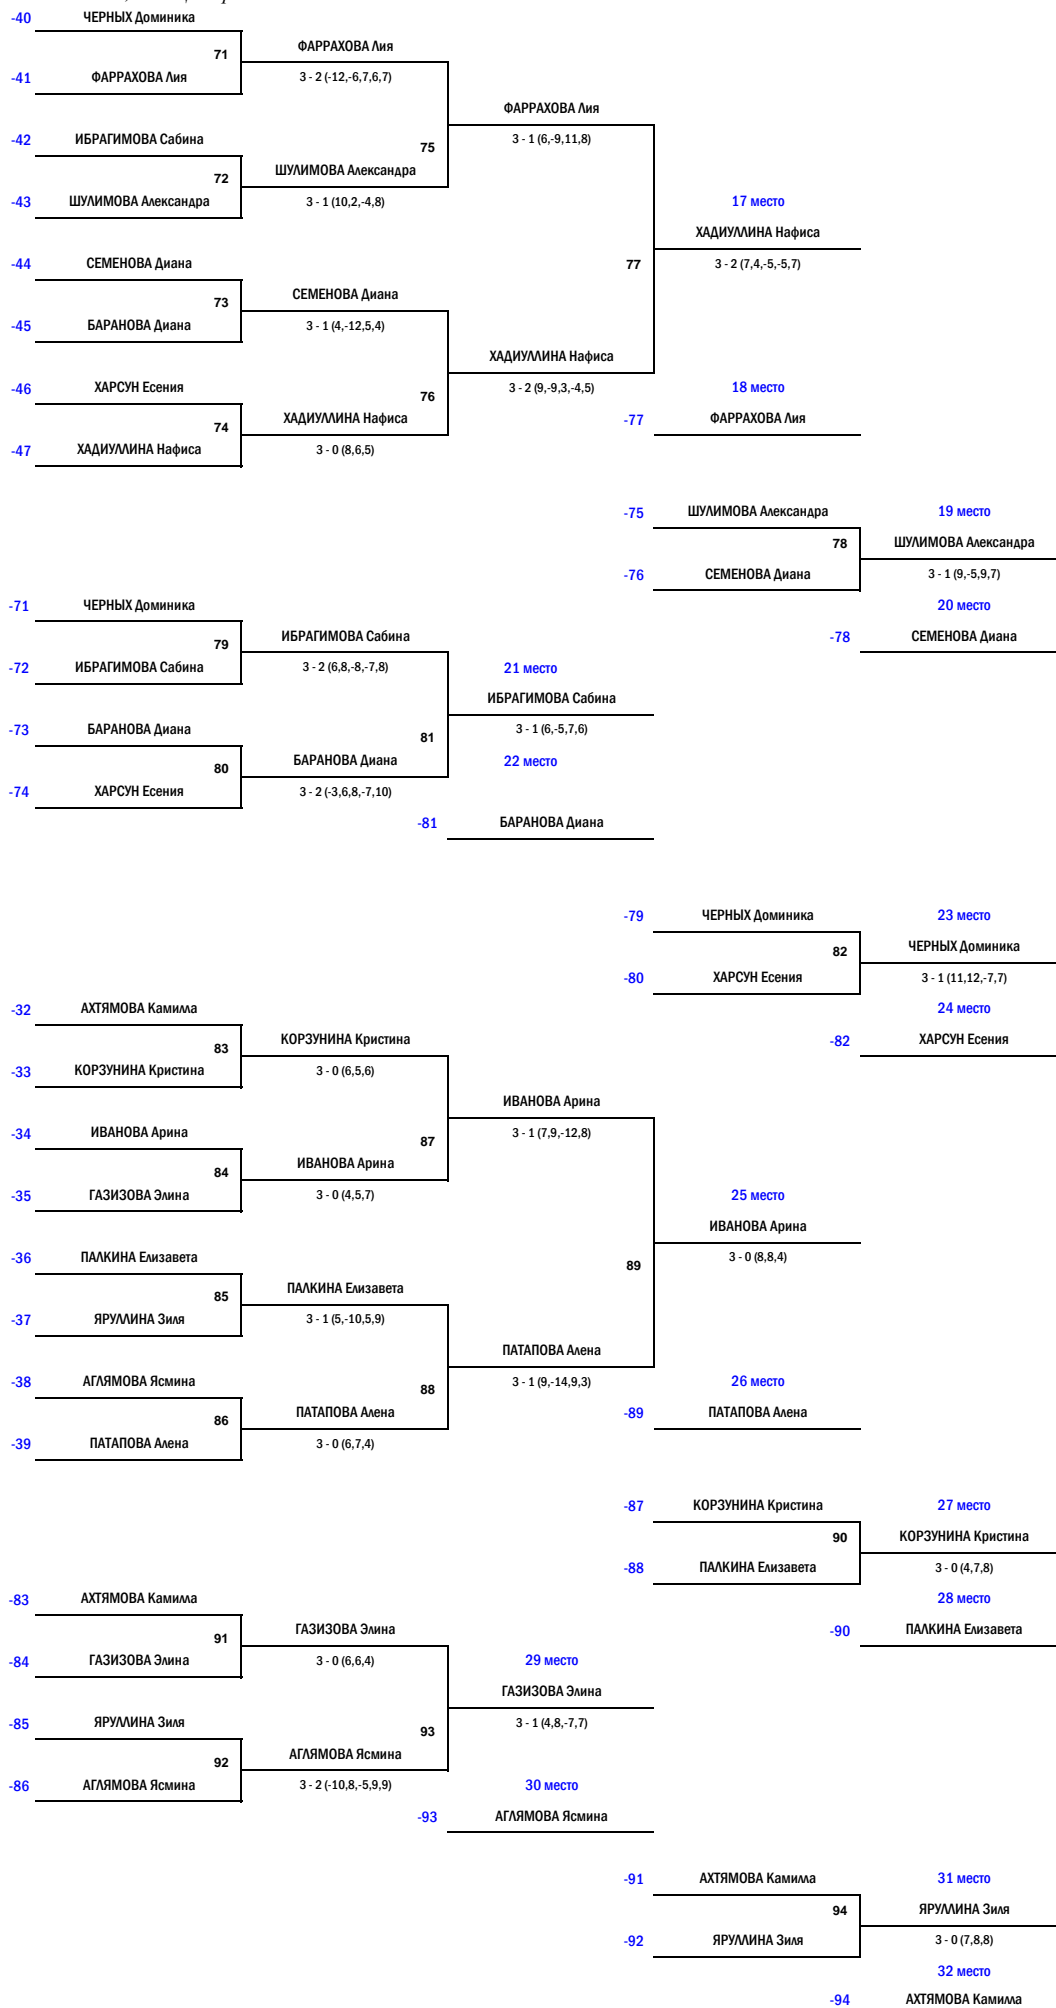 -40 ЧЕРНЫХ Доминика
71 ФАРРАХОВА Лия
-41 ФАРРАХОВА Лия 3 - 2 (-12,-6,7,6,7)
ФАРРАХОВА Лия
-42 ИБРАГИМОВА Сабина 75 3 - 1 (6,-9,11,8)
72 ШУЛИМОВА Александра
-43 ШУЛИМОВА Александра 3 - 1 (10,2,-4,8) 17 место
ХАДИУЛЛИНА Нафиса
-44 СЕМЕНОВА Диана 77 3 - 2 (7,4,-5,-5,7)
73 СЕМЕНОВА Диана
-45 БАРАНОВА Диана 3 - 1 (4,-12,5,4)
ХАДИУЛЛИНА Нафиса
-46 ХАРСУН Есения 76 3 - 2 (9,-9,3,-4,5) 18 место
74 ХАДИУЛЛИНА Нафиса -77 ФАРРАХОВА Лия
-47 ХАДИУЛЛИНА Нафиса 3 - 0 (8,6,5)
-75 ШУЛИМОВА Александра 19 место
78 ШУЛИМОВА Александра
-76 СЕМЕНОВА Диана 3 - 1 (9,-5,9,7)
-71 ЧЕРНЫХ Доминика 20 место
79 ИБРАГИМОВА Сабина -78 СЕМЕНОВА Диана
-72 ИБРАГИМОВА Сабина 3 - 2 (6,8,-8,-7,8) 21 место
ИБРАГИМОВА Сабина
-73 БАРАНОВА Диана 81 3 - 1 (6,-5,7,6)
80 БАРАНОВА Диана 22 место
-74 ХАРСУН Есения 3 - 2 (-3,6,8,-7,10)
-81 БАРАНОВА Диана
-79 ЧЕРНЫХ Доминика 23 место
82 ЧЕРНЫХ Доминика
-80 ХАРСУН Есения 3 - 1 (11,12,-7,7)
-32 АХТЯМОВА Камилла 24 место
83 КОРЗУНИНА Кристина -82 ХАРСУН Есения
-33 КОРЗУНИНА Кристина 3 - 0 (6,5,6)
ИВАНОВА Арина
-34 ИВАНОВА Арина 87 3 - 1 (7,9,-12,8)
84 ИВАНОВА Арина
-35 ГАЗИЗОВА Элина 3 - 0 (4,5,7) 25 место
ИВАНОВА Арина
-36 ПАЛКИНА Елизавета 89 3 - 0 (8,8,4)
85 ПАЛКИНА Елизавета
-37 ЯРУЛЛИНА Зиля 3 - 1 (5,-10,5,9)
ПАТАПОВА Алена
-38 АГЛЯМОВА Ясмина 88 3 - 1 (9,-14,9,3) 26 место
86 ПАТАПОВА Алена -89 ПАТАПОВА Алена
-39 ПАТАПОВА Алена 3 - 0 (6,7,4)
-87 КОРЗУНИНА Кристина 27 место
90 КОРЗУНИНА Кристина
-88 ПАЛКИНА Елизавета 3 - 0 (4,7,8)
-83 АХТЯМОВА Камилла 28 место
91 ГАЗИЗОВА Элина -90 ПАЛКИНА Елизавета
-84 ГАЗИЗОВА Элина 3 - 0 (6,6,4) 29 место
ГАЗИЗОВА Элина
-85 ЯРУЛЛИНА Зиля 93 3 - 1 (4,8,-7,7)
92 АГЛЯМОВА Ясмина
-86 АГЛЯМОВА Ясмина 3 - 2 (-10,8,-5,9,9) 30 место
-93 АГЛЯМОВА Ясмина
-91 АХТЯМОВА Камилла 31 место
94 ЯРУЛЛИНА Зиля
-92 ЯРУЛЛИНА Зиля 3 - 0 (7,8,8)
32 место
-94 АХТЯМОВА Камилла